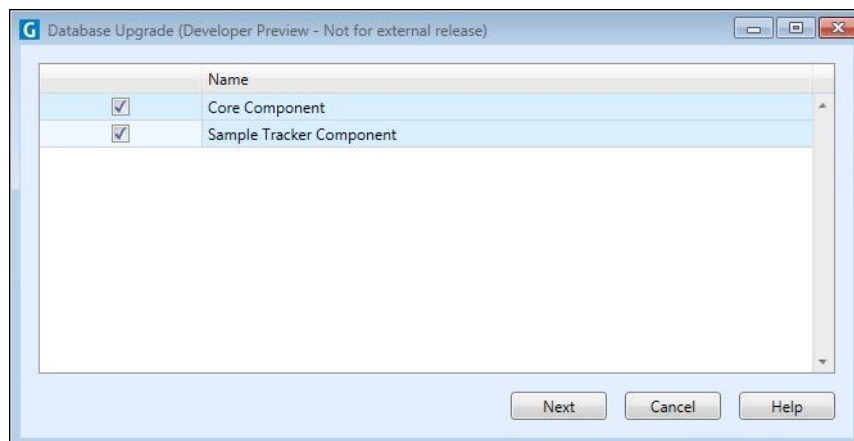 G Database Upgrade (Developer Preview - Not for external release)
Name
Core Component
Sample Tracker Component
Next Cancel Help